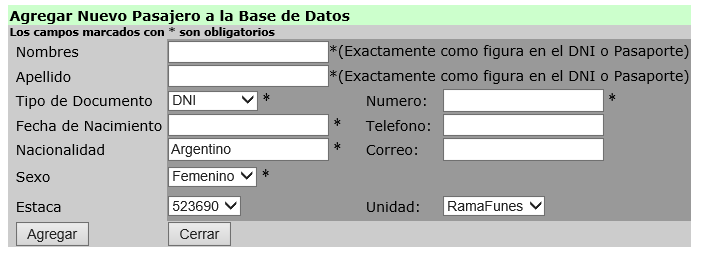 Agregar Nuevo Pasajero a la Base de Datos
Los campos marcados con * son obligatorios
Nombres *(Exactamente como figura en el DNI o Pasaporte)
Apellido *(Exactamente como figura en el DNI o Pasaporte)
Tipo de Documento DNI * Numero: *
Fecha de Nacimiento * Telefono:
Nacionalidad Argentino * Correo:
Sexo Femenino *
Estaca 523690 Unidad: RamaFunes
Agregar Cerrar